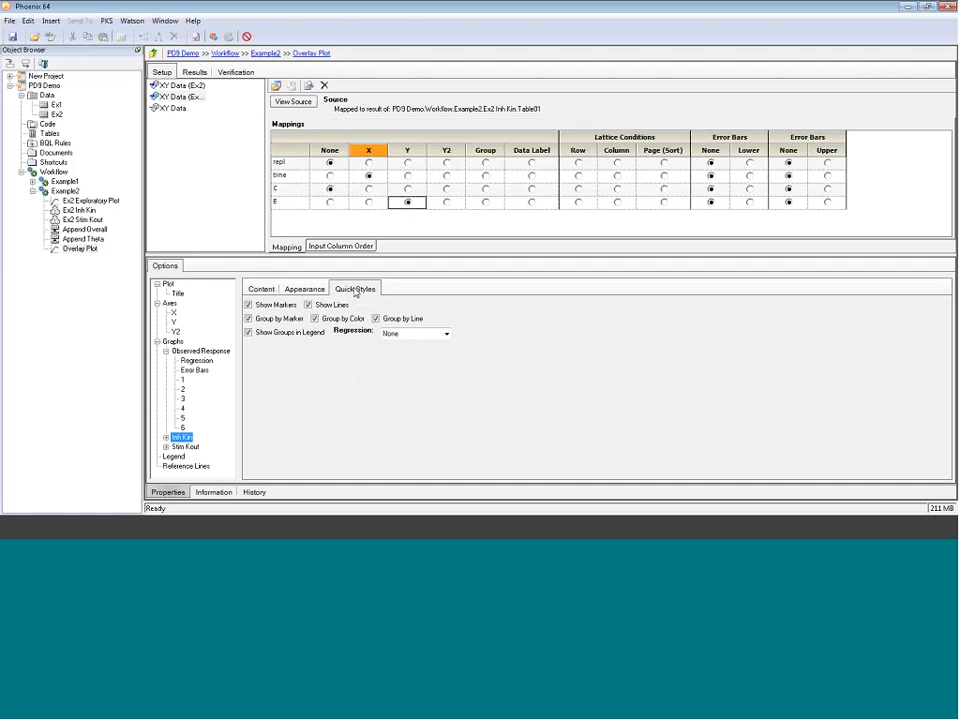 Phoenix 64
File Edit Insert Send To PKS Watson Window Help
Object Browser
New Project
PD9 Demo
Data
Ex1
Ex2
Code
Tables
BQL Rules
Documents
Shortcuts
Workflow
Example1
Example2
Ex2 Exploratory Plot
Ex2 Inh Kin
Ex2 Stim Kout
Append Overall
Append Theta
Overlay Plot
PD9 Demo >> Workflow >> Example2 >> Overlay Plot
Setup Results Verification
XY Data (Ex2)
XY Data (Ex...
XY Data
View Source
Source
Mapped to result of: PD9 Demo.Workflow.Example2.Ex2 Inh Kin.Table01
Mappings
Lattice Conditions Error Bars Error Bars
None X Y Y2 Group Data Label Row Column Page (Sort) None Lower None Upper
repl
time
C
E
Mapping Input Column Order
Options
Plot
Title
Axes
X
Y
Y2
Graphs
Observed Response
Regression
Error Bars
1
2
3
4
5
6
Inh Kin
Stim Kout
Legend
Reference Lines
Content Appearance Quick Styles
Show Markers Show Lines
Group by Marker Group by Color Group by Line
Show Groups in Legend Regression: None
Properties Information History
Ready 211 MB